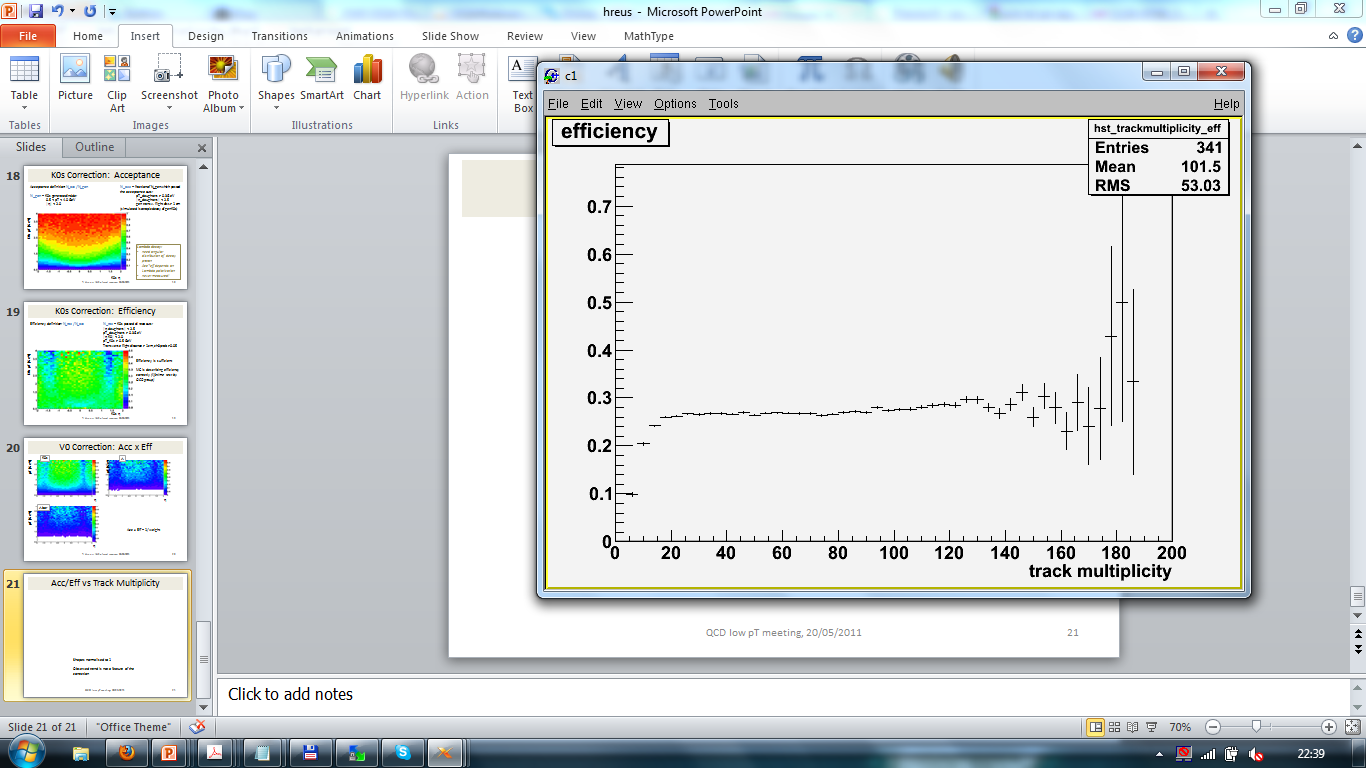 hreus - Microsoft PowerPoint
File Home Insert Design Transitions Animations Slide Show Review View MathType
Table
Picture
Clip Art
Screenshot
Photo Album
Shapes SmartArt Chart
Hyperlink Action
Text Box
Tables Images Illustrations Links
Slides Outline
18
K0s Correction: Acceptance
19
K0s Correction: Efficiency
20
V0 Correction: Acc x Eff
21
Acc/Eff vs Track Multiplicity
c1
File Edit View Options Tools Help
efficiency
hst_trackmultiplicity_eff
Entries 341
Mean 101.5
RMS 53.03
0.7
0.6
0.5
0.4
0.3
0.2
0.1
0
0 20 40 60 80 100 120 140 160 180 200
track multiplicity
QCD low pT meeting, 20/05/2011 21
Click to add notes
Slide 21 of 21 "Office Theme" 70%
22:39